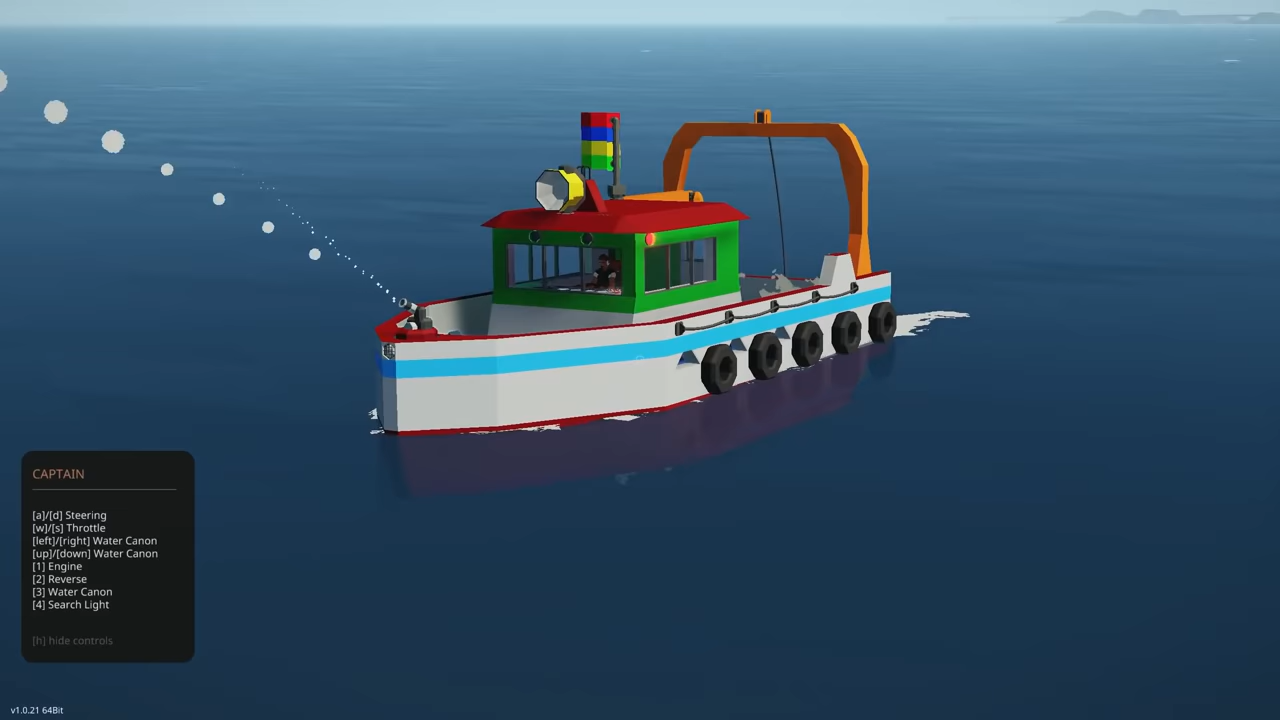 CAPTAIN
[a]/[d] Steering
[w]/[s] Throttle
[left]/[right] Water Canon
[up]/[down] Water Canon
[1] Engine
[2] Reverse
[3] Water Canon
[4] Search Light
[h] hide controls
v1.0.21 64Bit